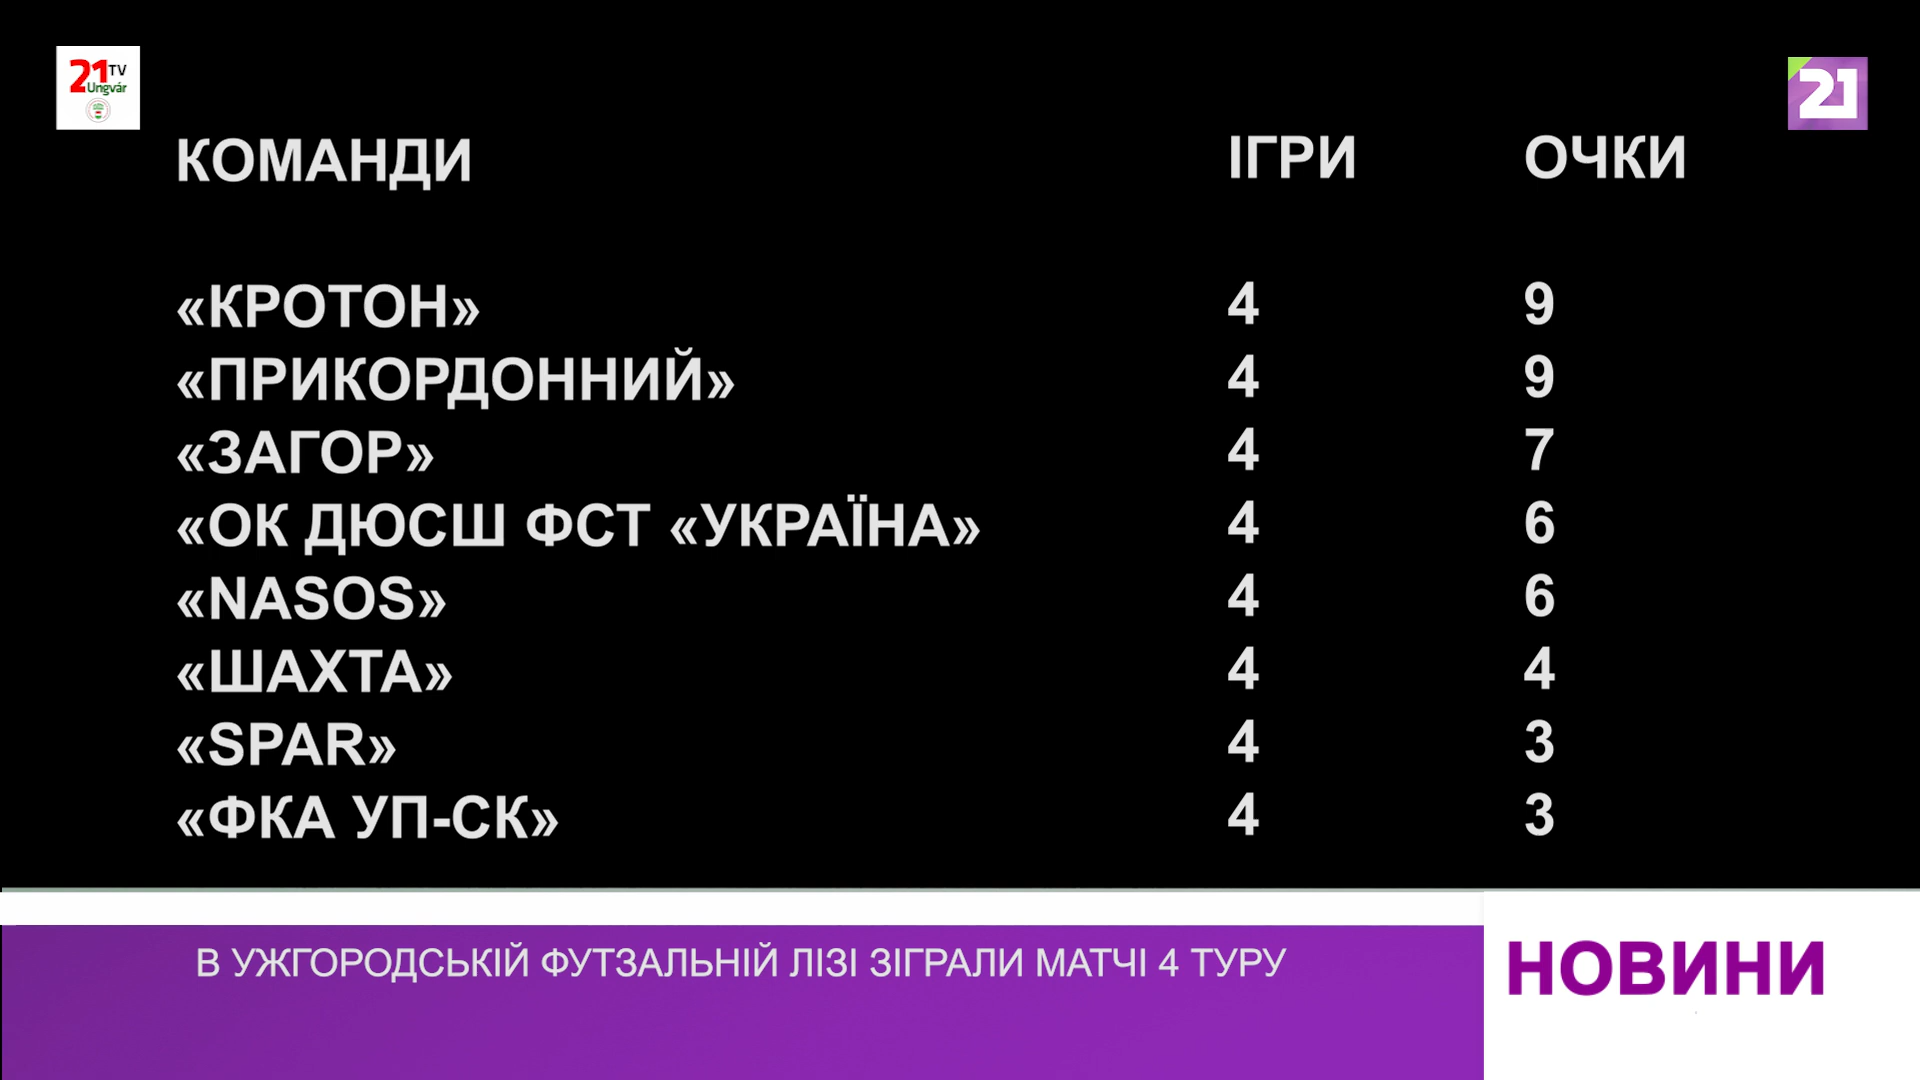 21 TV
Ungvár
21
КОМАНДИ ІГРИ ОЧКИ
«КРОТОН» 4 9
«ПРИКОРДОННИЙ» 4 9
«ЗАГОР» 4 7
«ОК ДЮСШ ФСТ «УКРАЇНА» 4 6
«NASOS» 4 6
«ШАХТА» 4 4
«SPAR» 4 3
«ФКА УП-СК» 4 3
В УЖГОРОДСЬКІЙ ФУТЗАЛЬНІЙ ЛІЗІ ЗІГРАЛИ МАТЧІ 4 ТУРУ
НОВИНИ